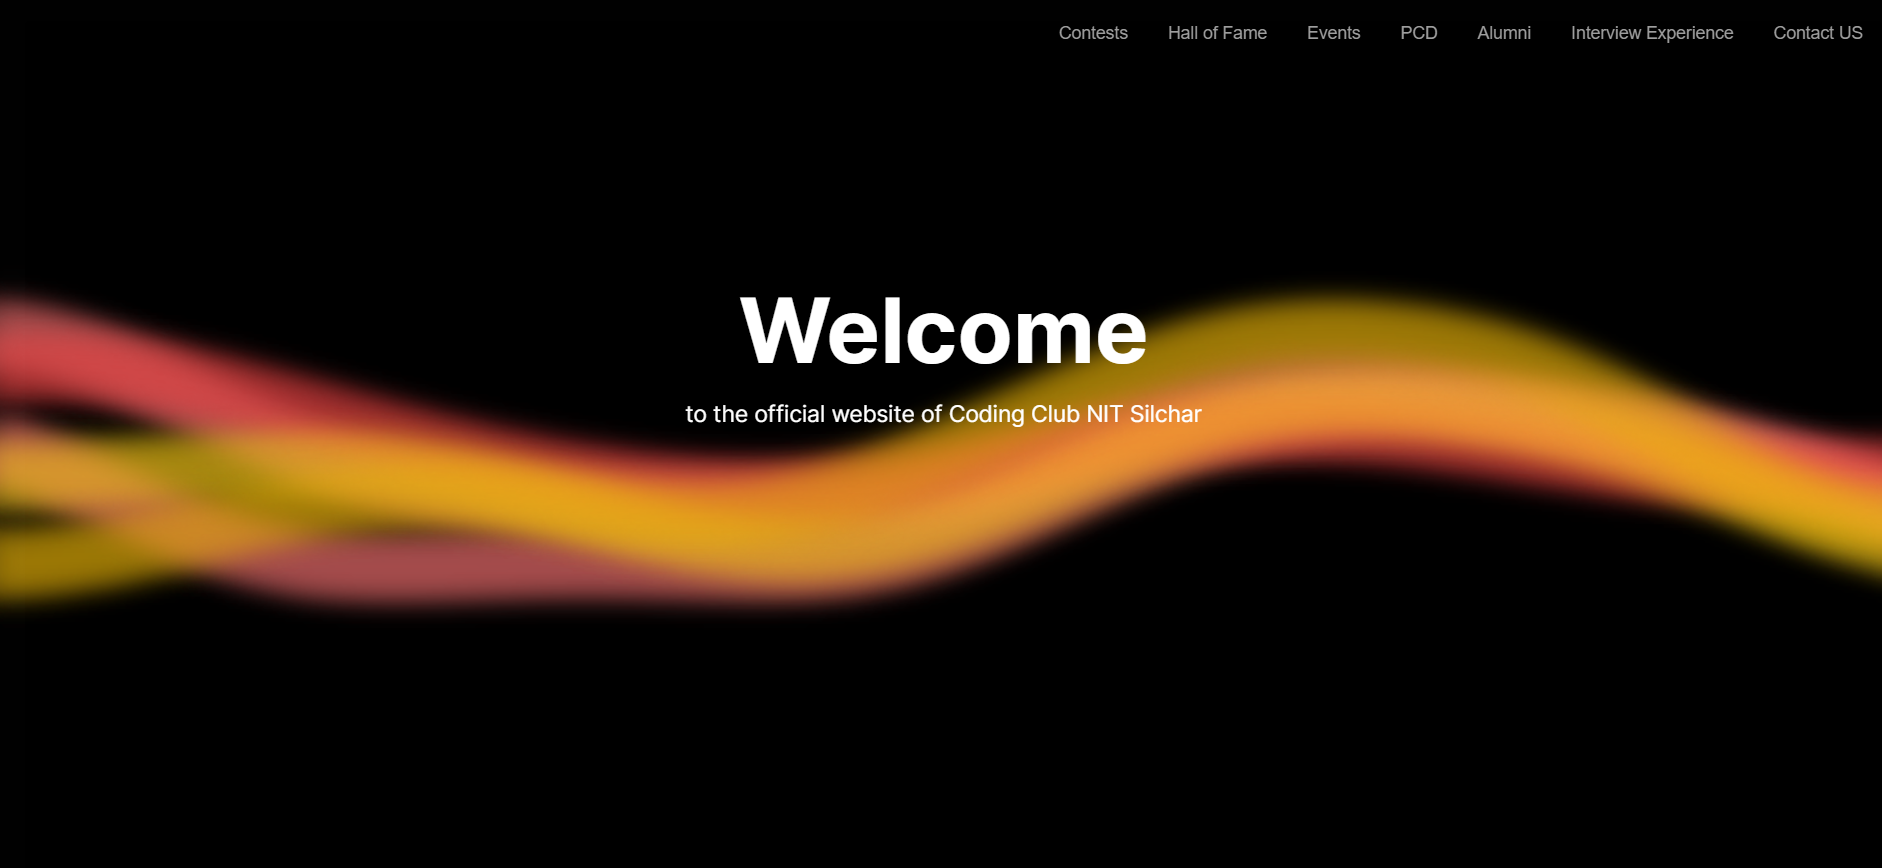 Contests Hall of Fame Events PCD Alumni Interview Experience Contact US
Welcome
to the official website of Coding Club NIT Silchar